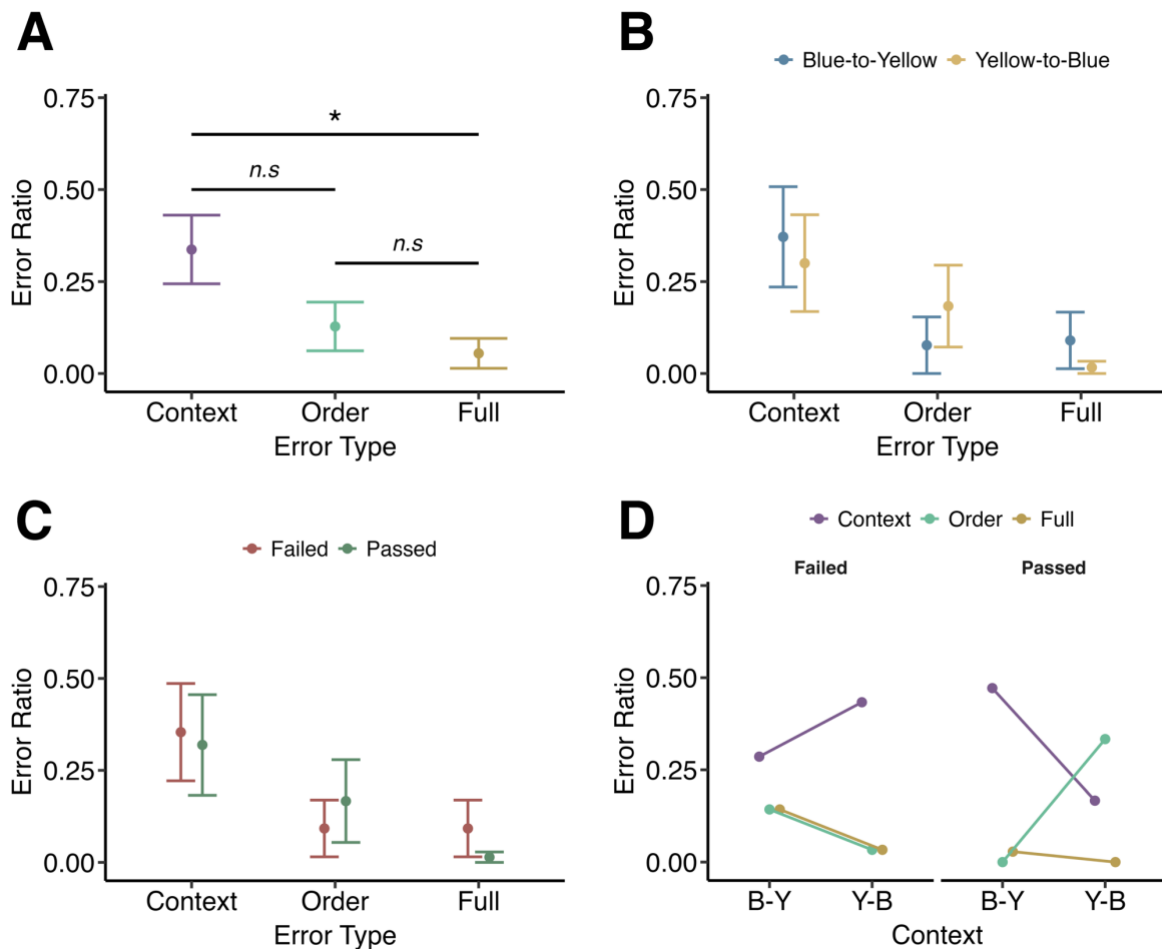 A
0.75
0.50
0.25
0.00
Error Ratio
*
n.s
n.s
Context Order Full
Error Type
B
Blue-to-Yellow Yellow-to-Blue
0.75
0.50
0.25
0.00
Error Ratio
Context Order Full
Error Type
C
Failed Passed
0.75
0.50
0.25
0.00
Error Ratio
Context Order Full
Error Type
D
Context Order Full
Failed Passed
0.75
0.50
0.25
0.00
Error Ratio
B-Y Y-B B-Y Y-B
Context